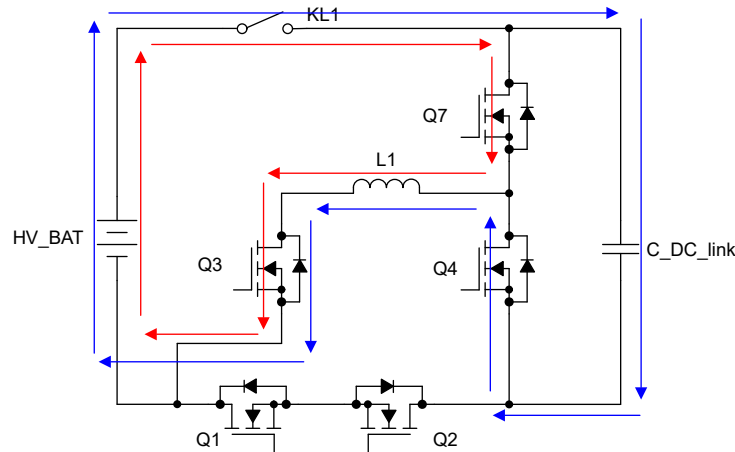 KL1
Q7
L1
HV_BAT
Q3
Q4
C_DC_link
Q1
Q2